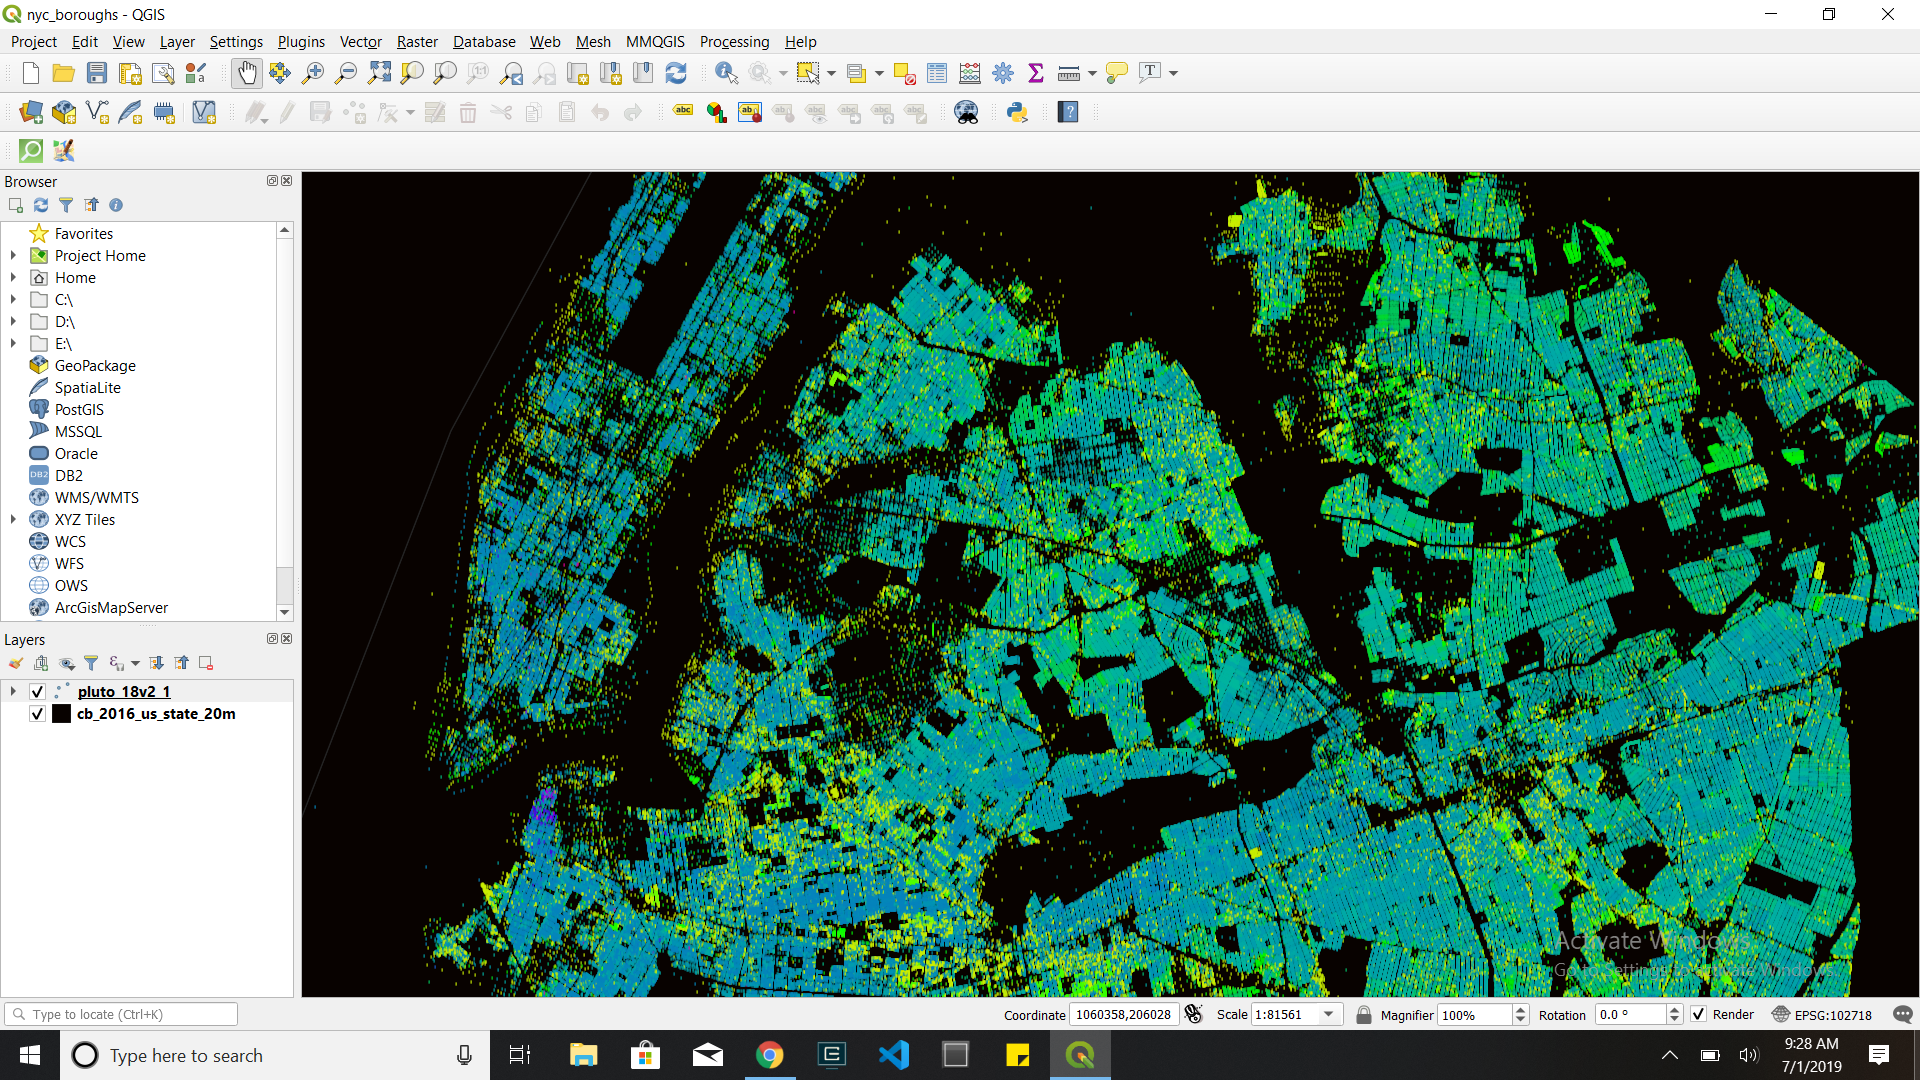 nyc_boroughs - QGIS
Project Edit View Layer Settings Plugins Vector Raster Database Web Mesh MMQGIS Processing Help
Browser
Favorites
Project Home
Home
C:\
D:\
E:\
GeoPackage
SpatiaLite
PostGIS
MSSQL
Oracle
DB2
WMS/WMTS
XYZ Tiles
WCS
WFS
OWS
ArcGisMapServer
Layers
pluto_18v2_1
cb_2016_us_state_20m
Activate Windows
Go to Settings to activate Windows.
Type to locate (Ctrl+K)
Coordinate 1060358,206028 Scale 1:81561 Magnifier 100% Rotation 0.0 ° Render EPSG:102718
Type here to search
9:28 AM
7/1/2019